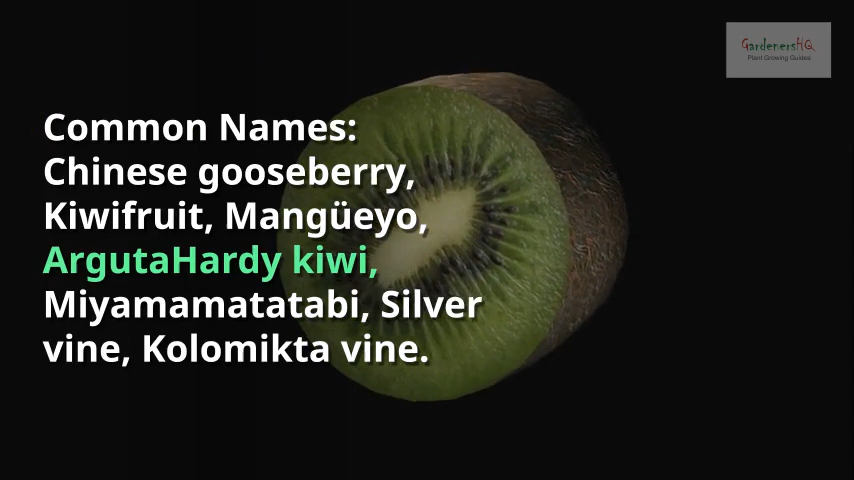 GardenersHQ
Plant Growing Guides
Common Names:
Chinese gooseberry,
Kiwifruit, Mangüeyo,
ArgutaHardy kiwi,
Miyamamatatabi, Silver
vine, Kolomikta vine.